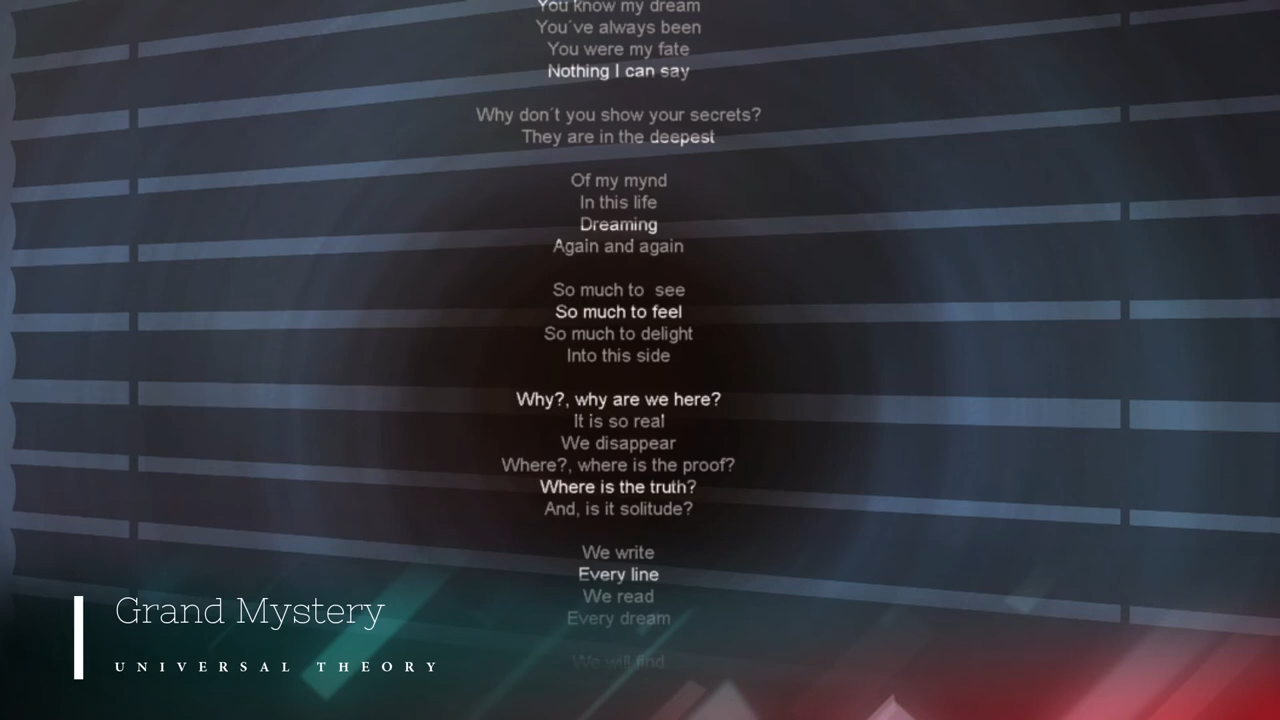 You know my dream
You´ve always been
You were my fate
Nothing I can say
Why don´t you show your secrets?
They are in the deepest
Of my mynd
In this life
Dreaming
Again and again
So much to  see
So much to feel
So much to delight
Into this side
Why?, why are we here?
It is so real
We disappear
Where?, where is the proof?
Where is the truth?
And, is it solitude?
We write
Every line
We read
Every dream
We will find
Grand Mystery
UNIVERSAL THEORY